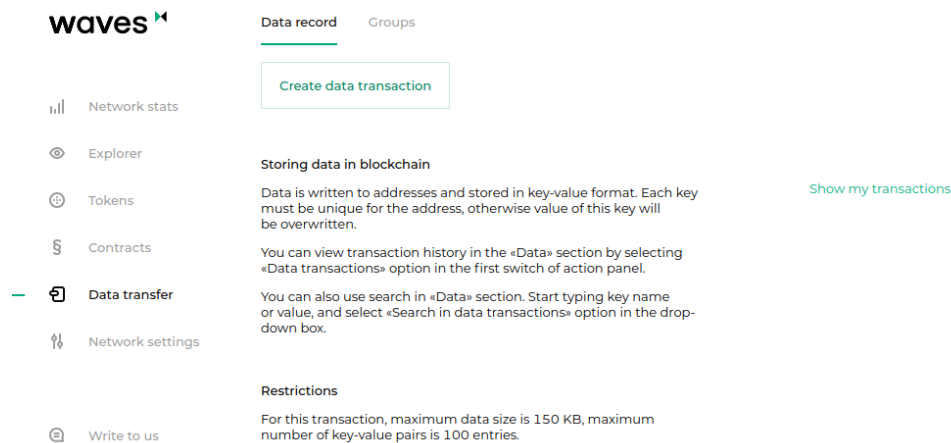 waves
Data record
Groups
Create data transaction
Network stats
Explorer
Tokens
Contracts
Data transfer
Network settings
Write to us
Storing data in blockchain
Data is written to addresses and stored in key-value format. Each key
must be unique for the address, otherwise value of this key will
be overwritten.
You can view transaction history in the «Data» section by selecting
«Data transactions» option in the first switch of action panel.
You can also use search in «Data» section. Start typing key name
or value, and select «Search in data transactions» option in the drop-
down box.
Show my transactions
Restrictions
For this transaction, maximum data size is 150 KB, maximum
number of key-value pairs is 100 entries.